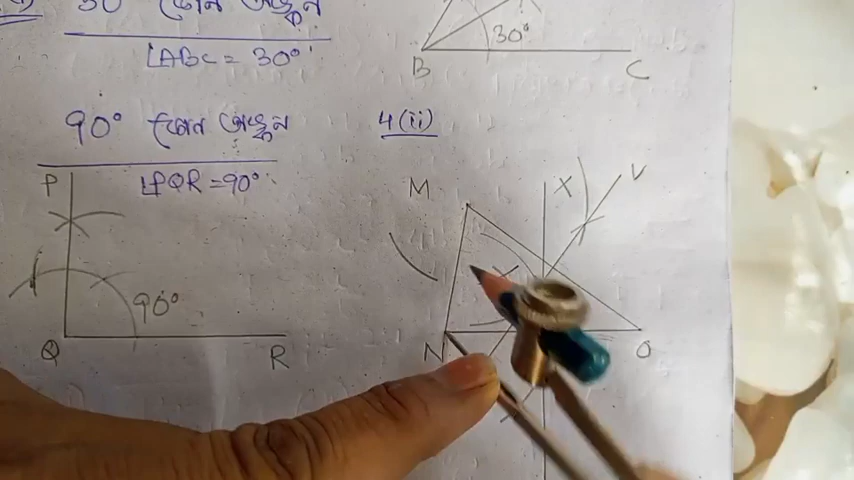 30° কোন অঙ্কন
∠ABC = 30°
30°
B
C
90° কোন অঙ্কন
∠PQR = 90°
P
90°
Q
R
4(ii)
M
X
V
N
O